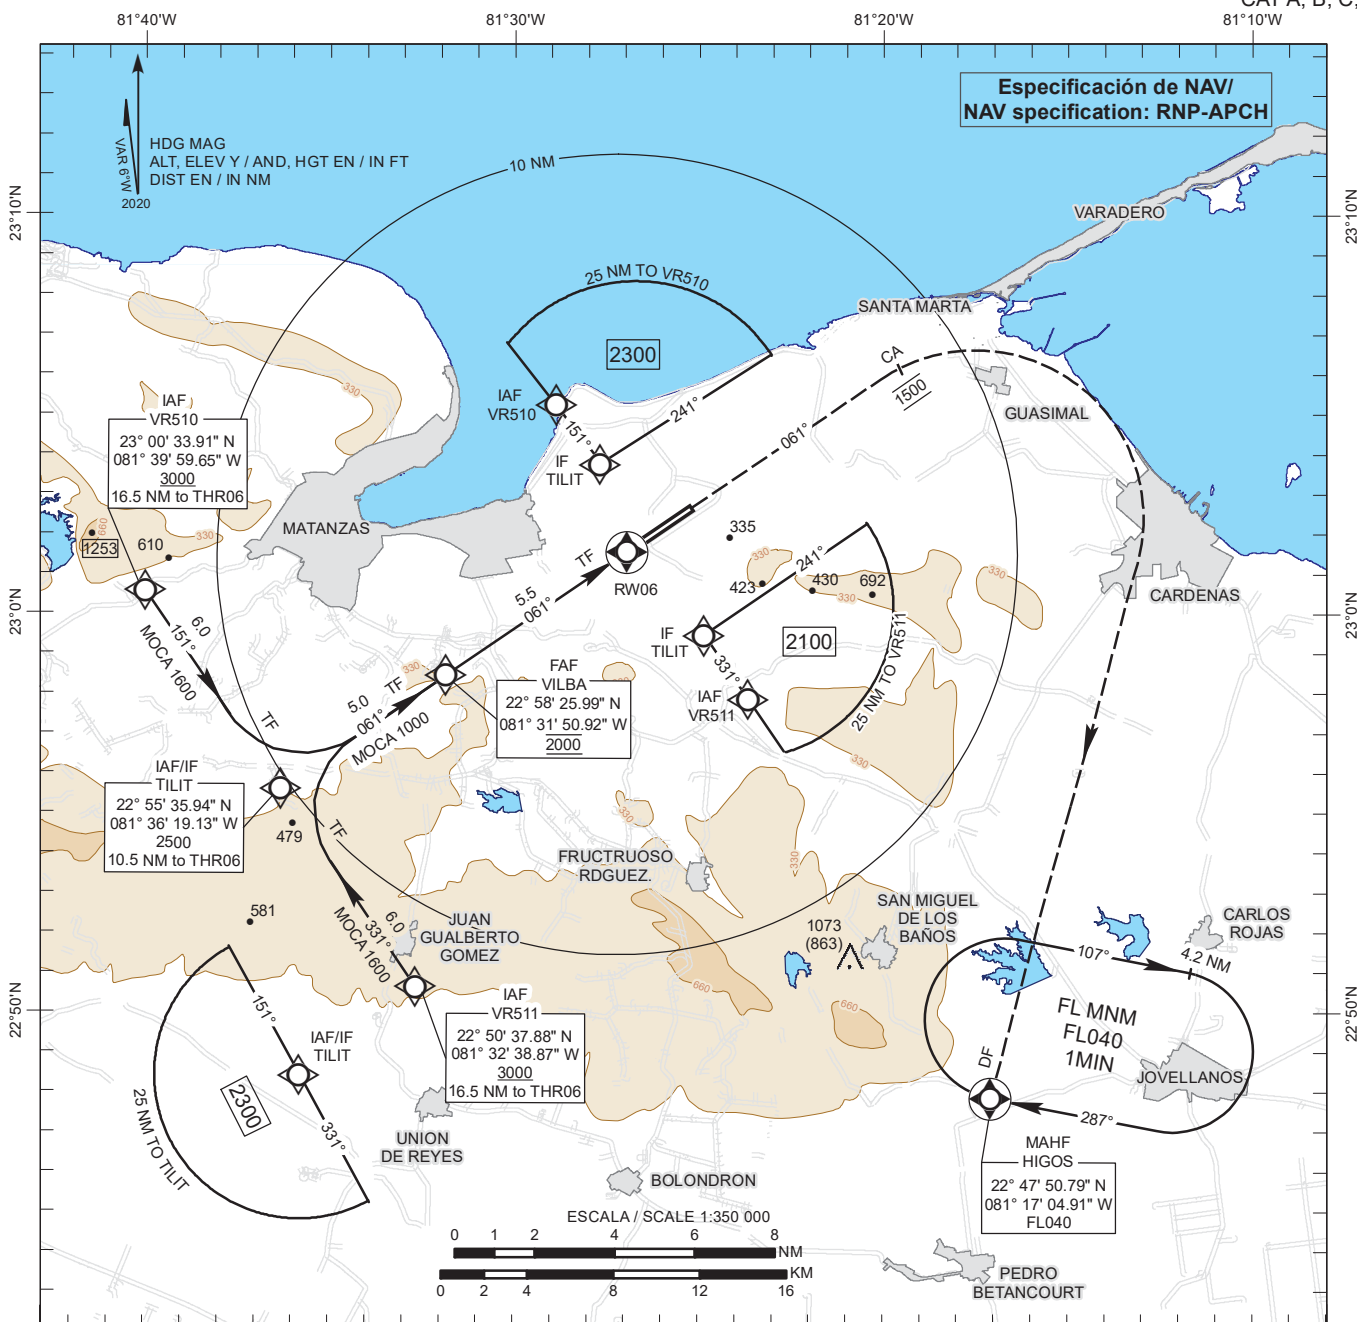 CAT A, B, C,
81°40'W
81°30'W
81°20'W
81°10'W
Especificación de NAV/
NAV specification: RNP-APCH
VAR 6°W
2020
HDG MAG
ALT, ELEV Y / AND, HGT EN / IN FT
DIST EN / IN NM
10 NM
23°10'N
23°10'N
VARADERO
25 NM TO VR510
SANTA MARTA
2300
CA
1500
330
IAF
VR510
241°
151°
IF
TILIT
061°
GUASIMAL
IAF
VR510
23° 00' 33.91" N
081° 39' 59.65" W
3000
16.5 NM to THR06
MATANZAS
660
1253
610
330
335
330
423
241°
430
692
330
330
TF
RW06
CARDENAS
23°0'N
23°0'N
5.5
061°
6.0
151°
MOCA 1600
IF
TILIT
2100
331°
25 NM TO VR511
IAF
VR511
330
FAF
VILBA
22° 58' 25.99" N
081° 31' 50.92" W
2000
330
TF
5.0
061°
MOCA 1000
TF
330
IAF/IF
TILIT
22° 55' 35.94" N
081° 36' 19.13" W
2500
10.5 NM to THR06
479
TF
330
330
FRUCTRUOSO
RDGUEZ.
581
6.0
331°
MOCA 1600
JUAN
GUALBERTO
GOMEZ
SAN MIGUEL
DE LOS
BAÑOS
1073
(863)
CARLOS
ROJAS
107°
4.2 NM
660
660
22°50'N
22°50'N
151°
IAF/IF
TILIT
IAF
VR511
22° 50' 37.88" N
081° 32' 38.87" W
3000
16.5 NM to THR06
FL MNM
FL040
1MIN
DF
JOVELLANOS
287°
2300
25 NM TO TILIT
331°
UNION
DE REYES
MAHF
HIGOS
22° 47' 50.79" N
081° 17' 04.91" W
FL040
BOLONDRON
ESCALA / SCALE 1:350 000
0 1 2 4 6 8
NM
KM
0 2 4 8 12 16
PEDRO
BETANCOURT